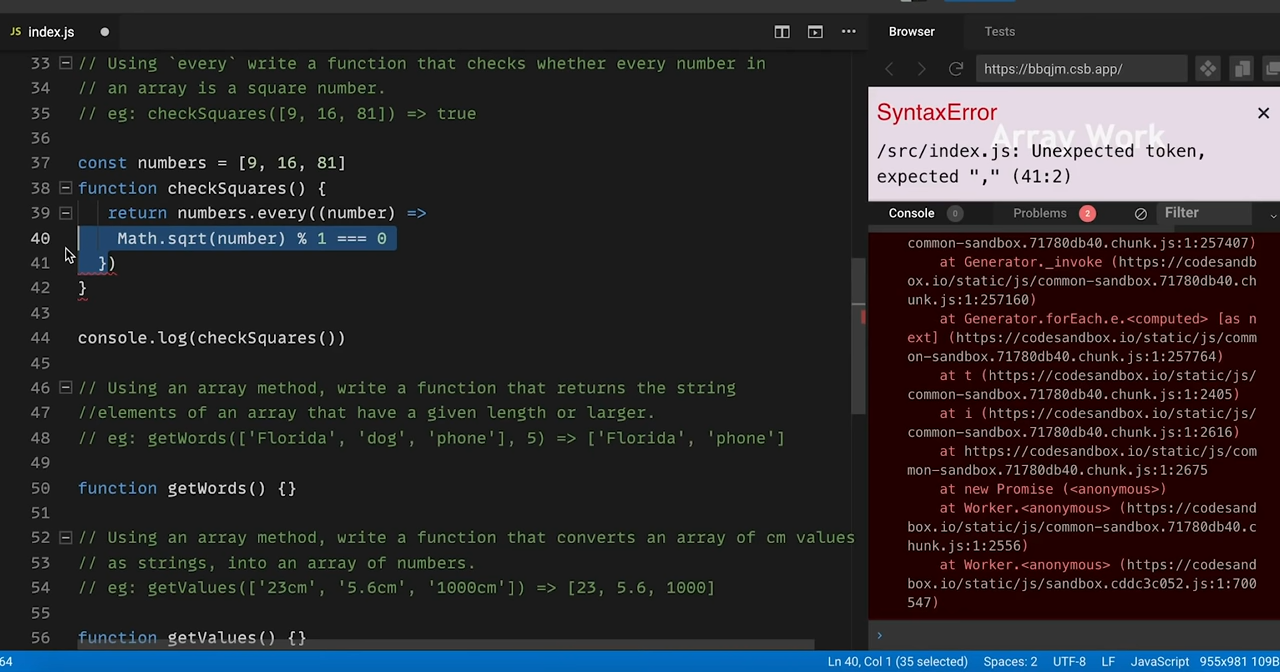 JS index.js
33 // Using `every` write a function that checks whether every number in
34 // an array is a square number.
35 // eg: checkSquares([9, 16, 81]) => true
36
37 const numbers = [9, 16, 81]
38 function checkSquares() {
39 return numbers.every((number) =>
40 Math.sqrt(number) % 1 === 0
41 })
42 }
43
44 console.log(checkSquares())
45
46 // Using an array method, write a function that returns the string
47 //elements of an array that have a given length or larger.
48 // eg: getWords(['Florida', 'dog', 'phone'], 5) => ['Florida', 'phone']
49
50 function getWords() {}
51
52 // Using an array method, write a function that converts an array of cm values
53 // as strings, into an array of numbers.
54 // eg: getValues(['23cm', '5.6cm', '1000cm']) => [23, 5.6, 1000]
55
56 function getValues() {}
Browser Tests
https://bbqjm.csb.app/
SyntaxError
Array Work
/src/index.js: Unexpected token,
expected "," (41:2)
Console 0 Problems 2 Filter
common-sandbox.71780db40.chunk.js:1:257407)
at Generator._invoke (https://codesandb
ox.io/static/js/common-sandbox.71780db40.ch
unk.js:1:257160)
at Generator.forEach.e.<computed> [as n
ext] (https://codesandbox.io/static/js/comm
on-sandbox.71780db40.chunk.js:1:257764)
at t (https://codesandbox.io/static/js/
common-sandbox.71780db40.chunk.js:1:2405)
at i (https://codesandbox.io/static/js/
common-sandbox.71780db40.chunk.js:1:2616)
at https://codesandbox.io/static/js/com
mon-sandbox.71780db40.chunk.js:1:2675
at new Promise (<anonymous>)
at Worker.<anonymous> (https://codesand
box.io/static/js/common-sandbox.71780db40.c
hunk.js:1:2556)
at Worker.<anonymous> (https://codesand
box.io/static/js/sandbox.cddc3c052.js:1:700
547)
64 Ln 40, Col 1 (35 selected) Spaces: 2 UTF-8 LF JavaScript 955x981 109B